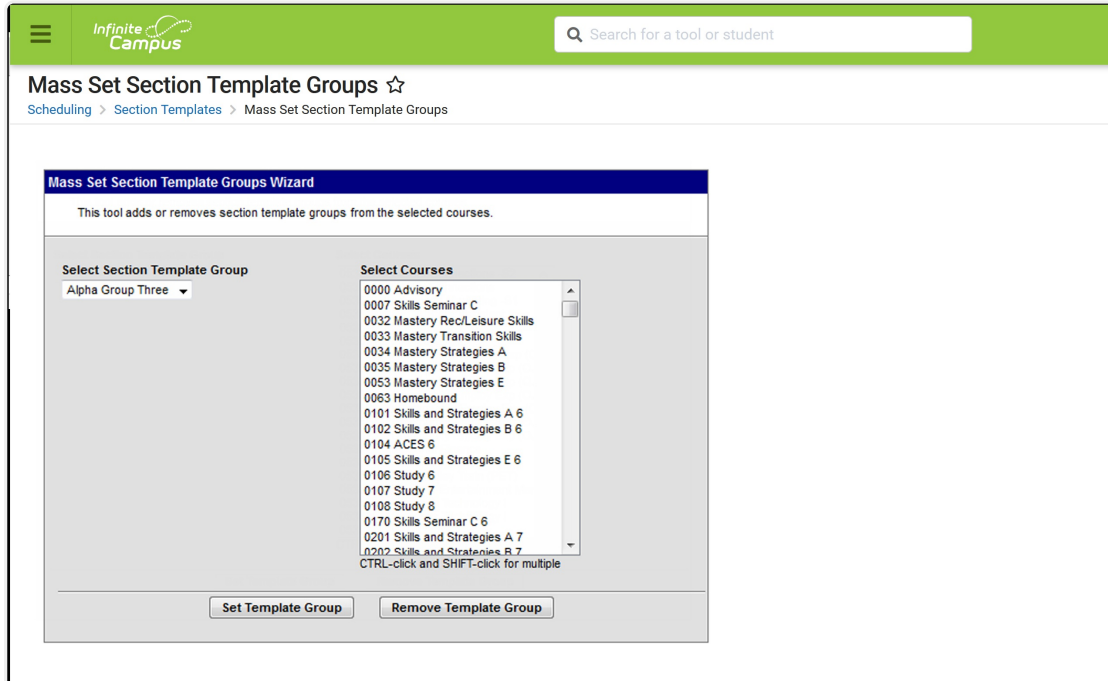 Infinite
Campus
Search for a tool or student
Mass Set Section Template Groups
Scheduling > Section Templates > Mass Set Section Template Groups
Mass Set Section Template Groups Wizard
This tool adds or removes section template groups from the selected courses.
Select Section Template Group
Alpha Group Three
Select Courses
0000 Advisory
0007 Skills Seminar C
0032 Mastery Rec/Leisure Skills
0033 Mastery Transition Skills
0034 Mastery Strategies A
0035 Mastery Strategies B
0053 Mastery Strategies E
0063 Homebound
0101 Skills and Strategies A 6
0102 Skills and Strategies B 6
0104 ACES 6
0105 Skills and Strategies E 6
0106 Study 6
0107 Study 7
0108 Study 8
0170 Skills Seminar C 6
0201 Skills and Strategies A 7
0202 Skills and Strategies B 7
CTRL-click and SHIFT-click for multiple
Set Template Group
Remove Template Group